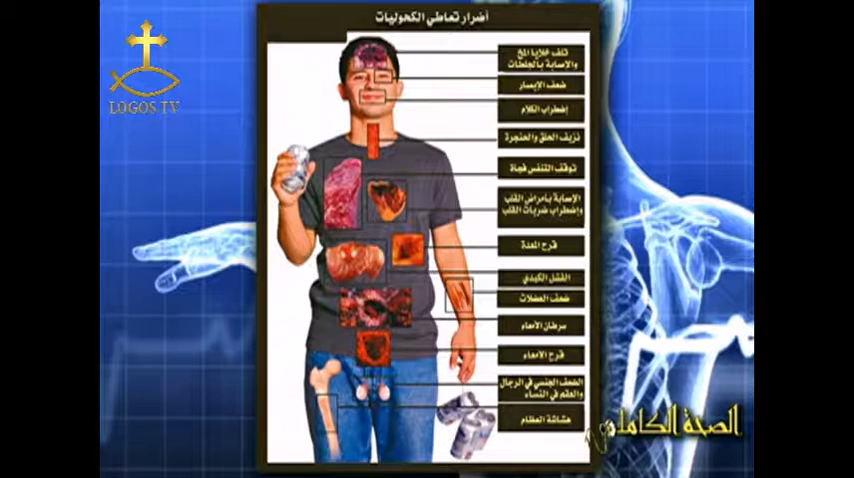 LOGOS TV
أضرار تعاطي الكحوليات
تلف خلايا المخ
والإصابة بالجلطات
ضعف الإبصار
إضطراب الكلام
نزيف الحلق والحنجرة
توقف التنفس فجأة
الإصابة بأمراض القلب
وإضطراب ضربات القلب
قرح المعدة
الفشل الكبدي
ضعف العضلات
سرطان الأمعاء
قرح الأمعاء
الضعف الجنسي في الرجال
والعقم في النساء
هشاشة العظام
الصحة الكاملة